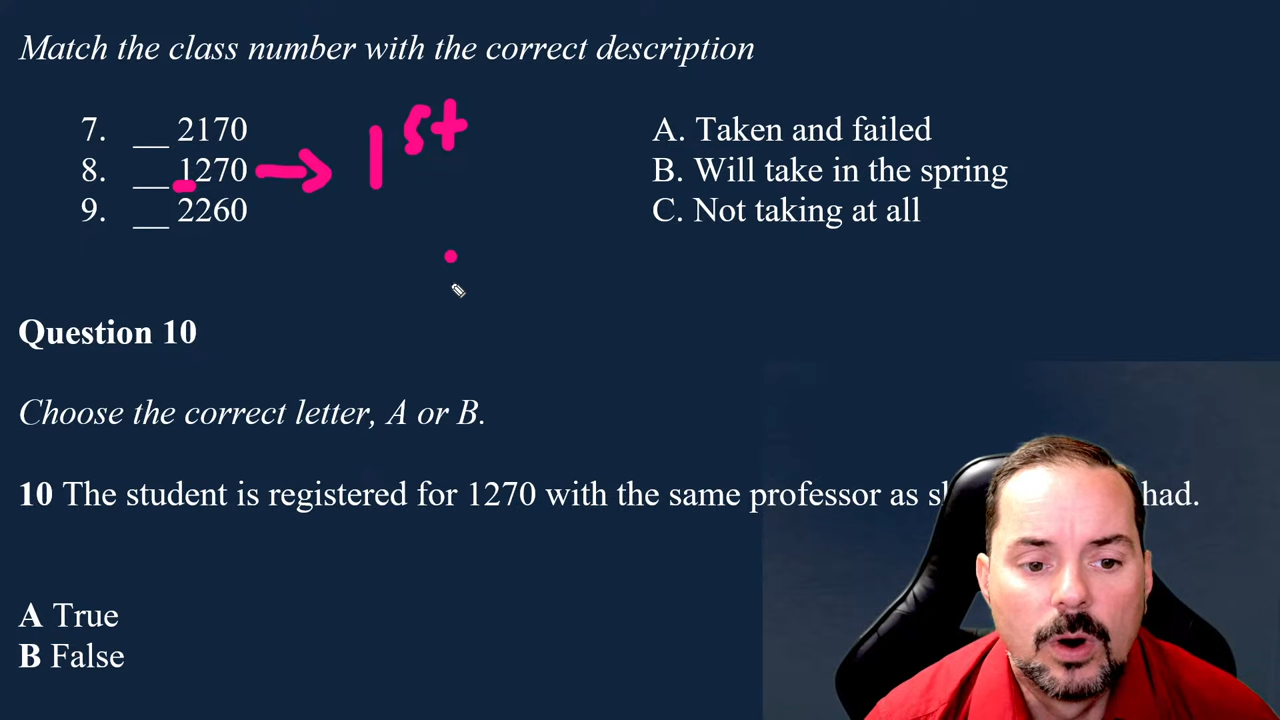 Match the class number with the correct description
7. __ 2170 A. Taken and failed
8. __ 1270 → 1st B. Will take in the spring
9. __ 2260 C. Not taking at all
Question 10
Choose the correct letter, A or B.
10 The student is registered for 1270 with the same professor as had.
A True
B False